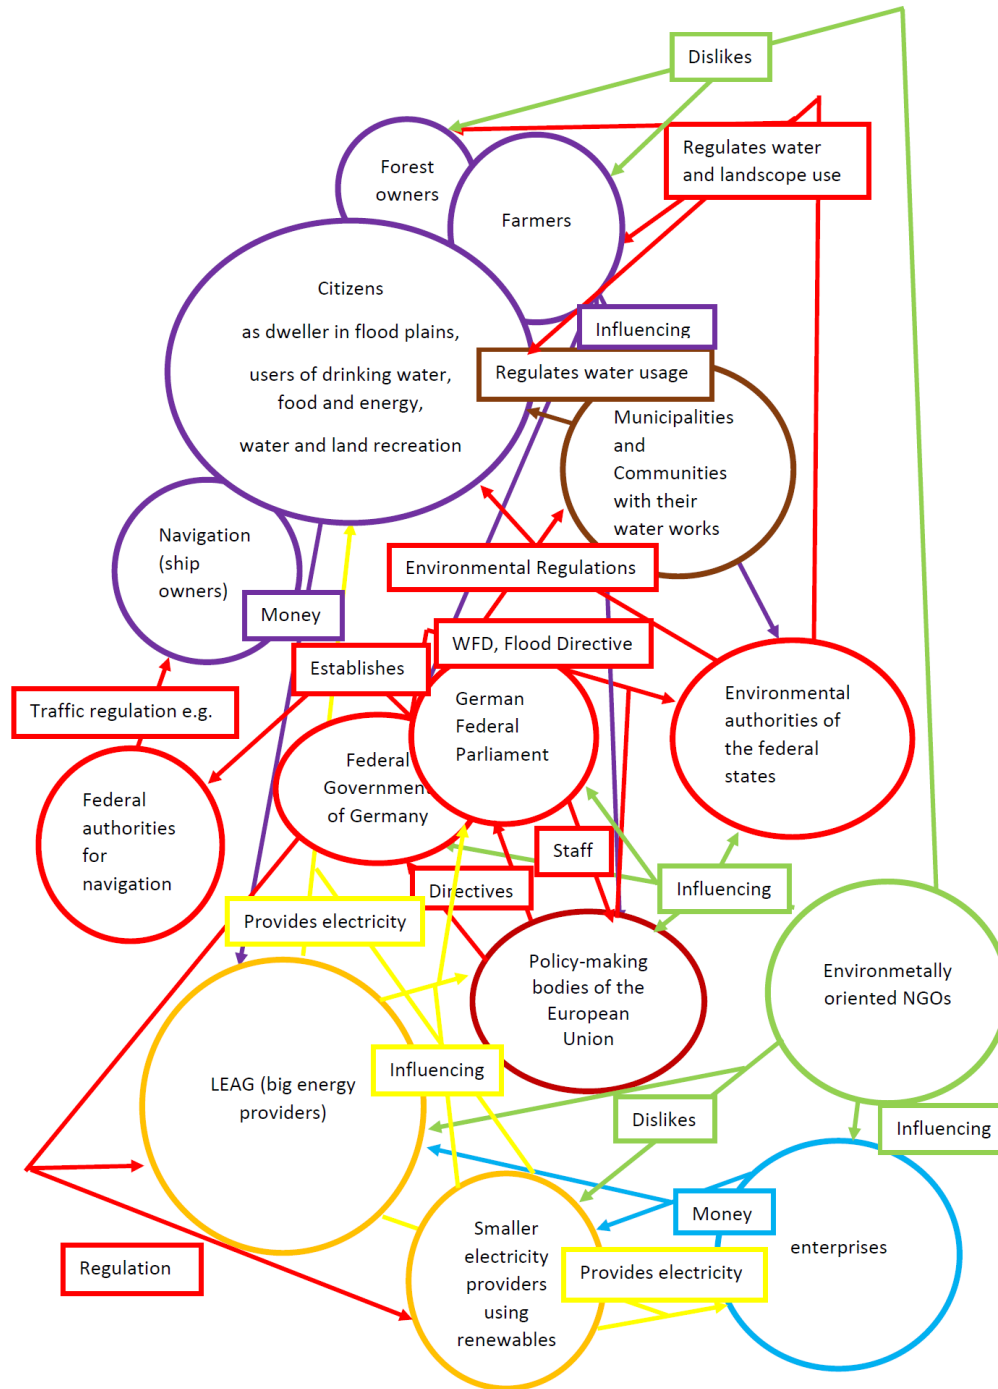 Dislikes
Regulates water
and landscope use
Forest
owners
Farmers
Citizens
as dweller in flood plains,
users of drinking water,
food and energy,
water and land recreation
Influencing
Regulates water usage
Municipalities
and
Communities
with their
water works
Navigation
(ship
owners)
Money
Environmental Regulations
WFD, Flood Directive
Establishes
Traffic regulation e.g.
German
Federal
Parliament
Environmental
authorities of
the federal
states
Federal
Government
of Germany
Federal
authorities
for
navigation
Staff
Directives
Influencing
Provides electricity
Policy-making
bodies of the
European
Union
Environmetally
oriented NGOs
LEAG (big energy
providers)
Influencing
Dislikes
Influencing
Money
Smaller
electricity
providers
using
renewables
enterprises
Provides electricity
Regulation